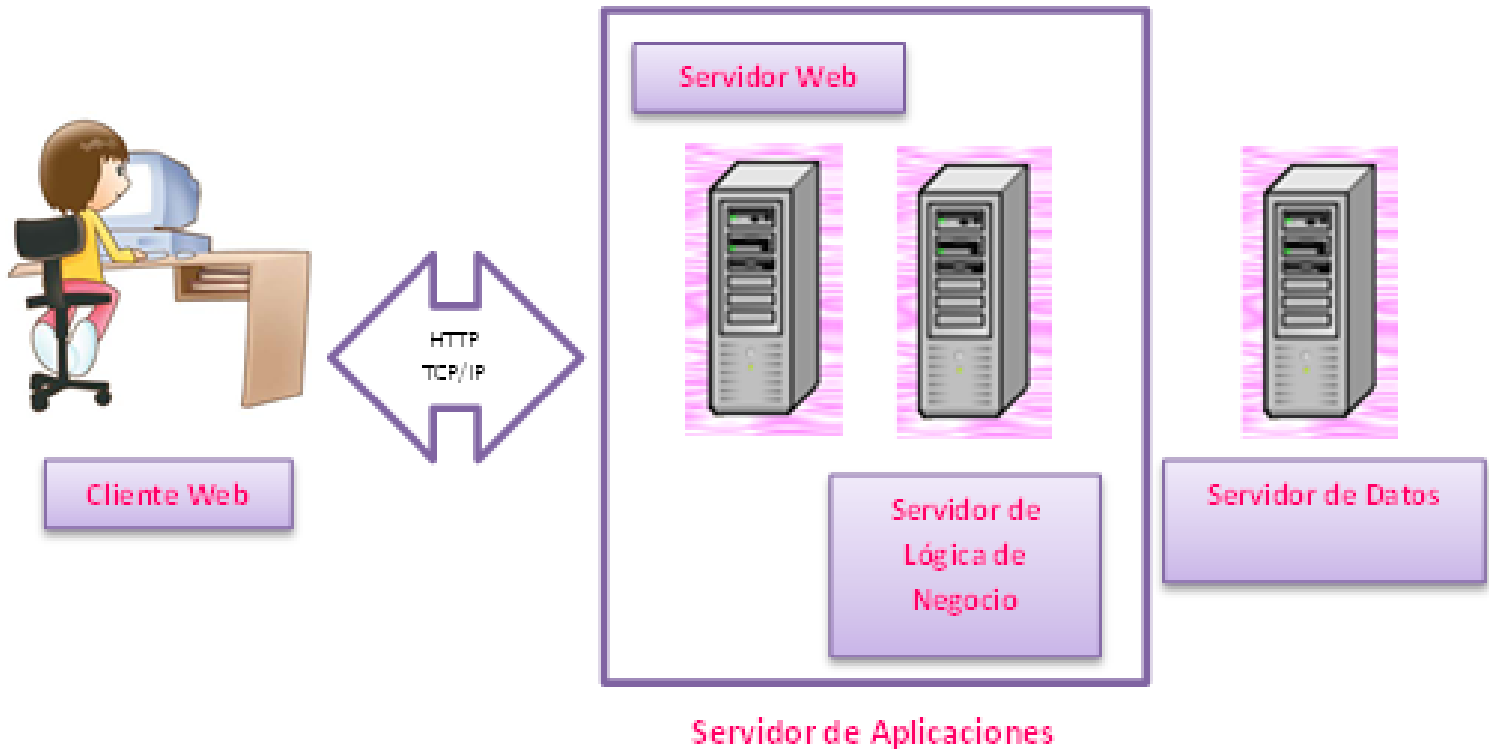 Servidor Web
HTTP
TCP/IP
Cliente Web
Servidor de
Lógica de
Negocio
Servidor de Datos
Servidor de Aplicaciones